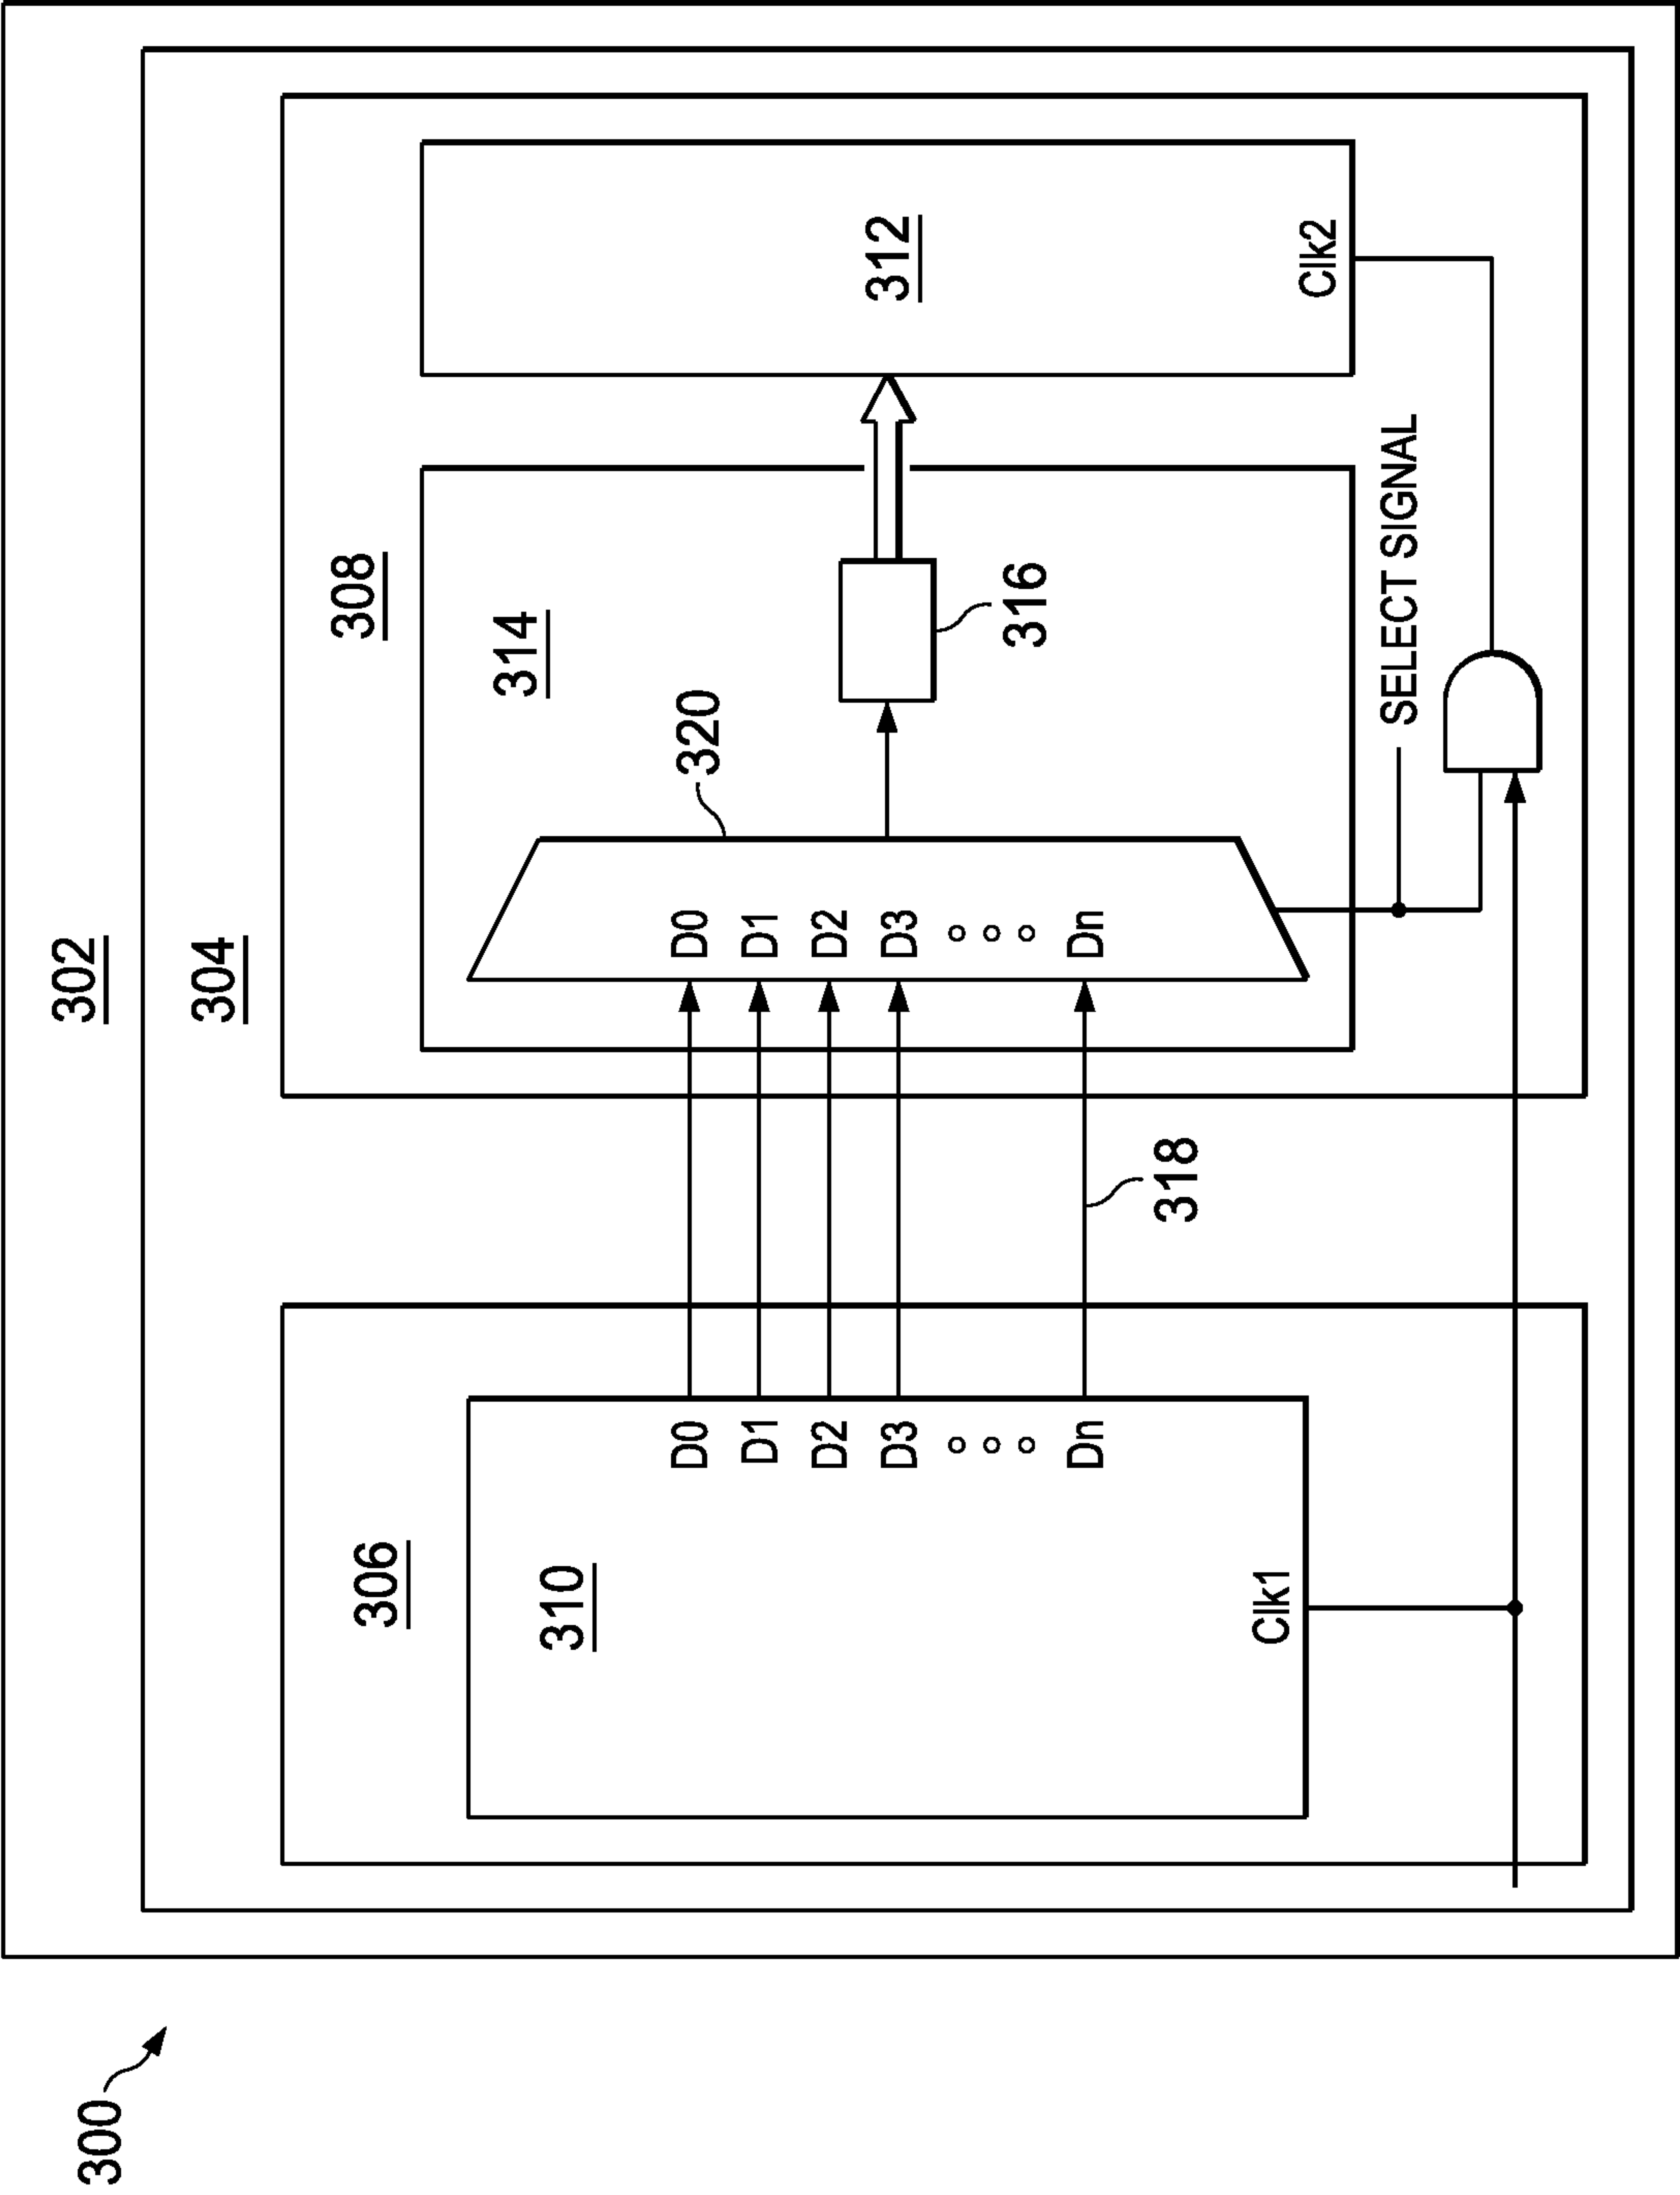 300
302
304
306
308
310
D0
D1
D2
D3
Dn
Clk1
318
314
320
D0
D1
D2
D3
Dn
316
312
Clk2
SELECT SIGNAL